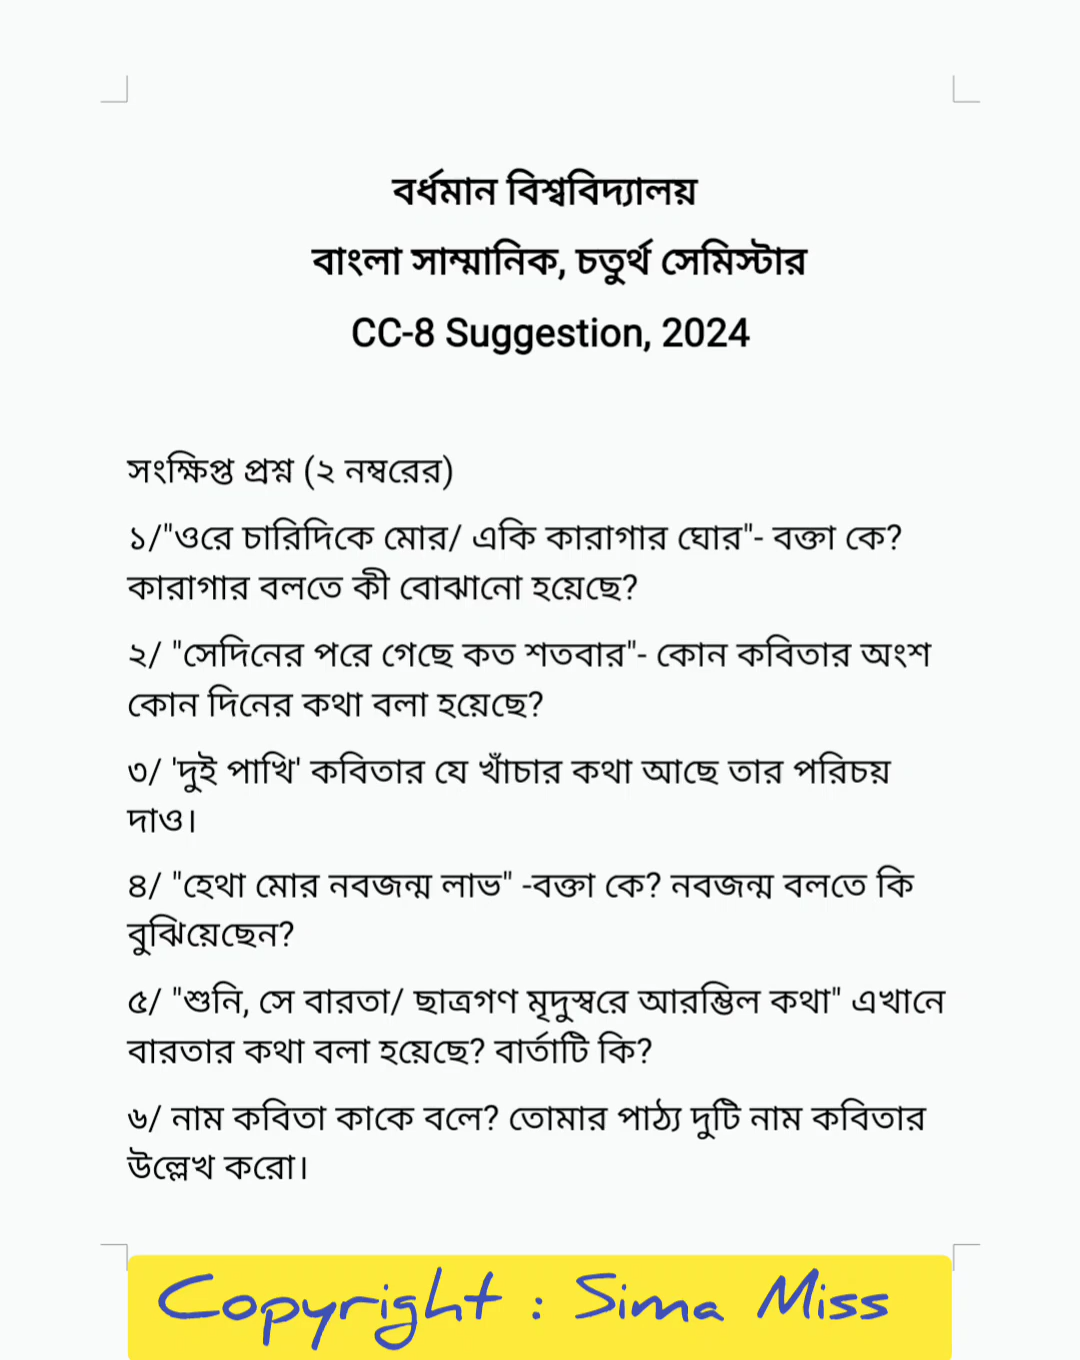 বর্ধমান বিশ্ববিদ্যালয়
বাংলা সাম্মানিক, চতুর্থ সেমিস্টার
CC-8 Suggestion, 2024
সংক্ষিপ্ত প্রশ্ন (২ নম্বরের)
১/"ওরে চারিদিকে মোর/ একি কারাগার ঘোর"- বক্তা কে?
কারাগার বলতে কী বোঝানো হয়েছে?
২/ "সেদিনের পরে গেছে কত শতবার"- কোন কবিতার অংশ
কোন দিনের কথা বলা হয়েছে?
৩/ 'দুই পাখি' কবিতার যে খাঁচার কথা আছে তার পরিচয়
দাও।
৪/ "হেথা মোর নবজন্ম লাভ" -বক্তা কে? নবজন্ম বলতে কি
বুঝিয়েছেন?
৫/ "শুনি, সে বারতা/ ছাত্রগণ মৃদুস্বরে আরম্ভিল কথা" এখানে
বারতার কথা বলা হয়েছে? বার্তাটি কি?
৬/ নাম কবিতা কাকে বলে? তোমার পাঠ্য দুটি নাম কবিতার
উল্লেখ করো।
Copyright : Sima Miss